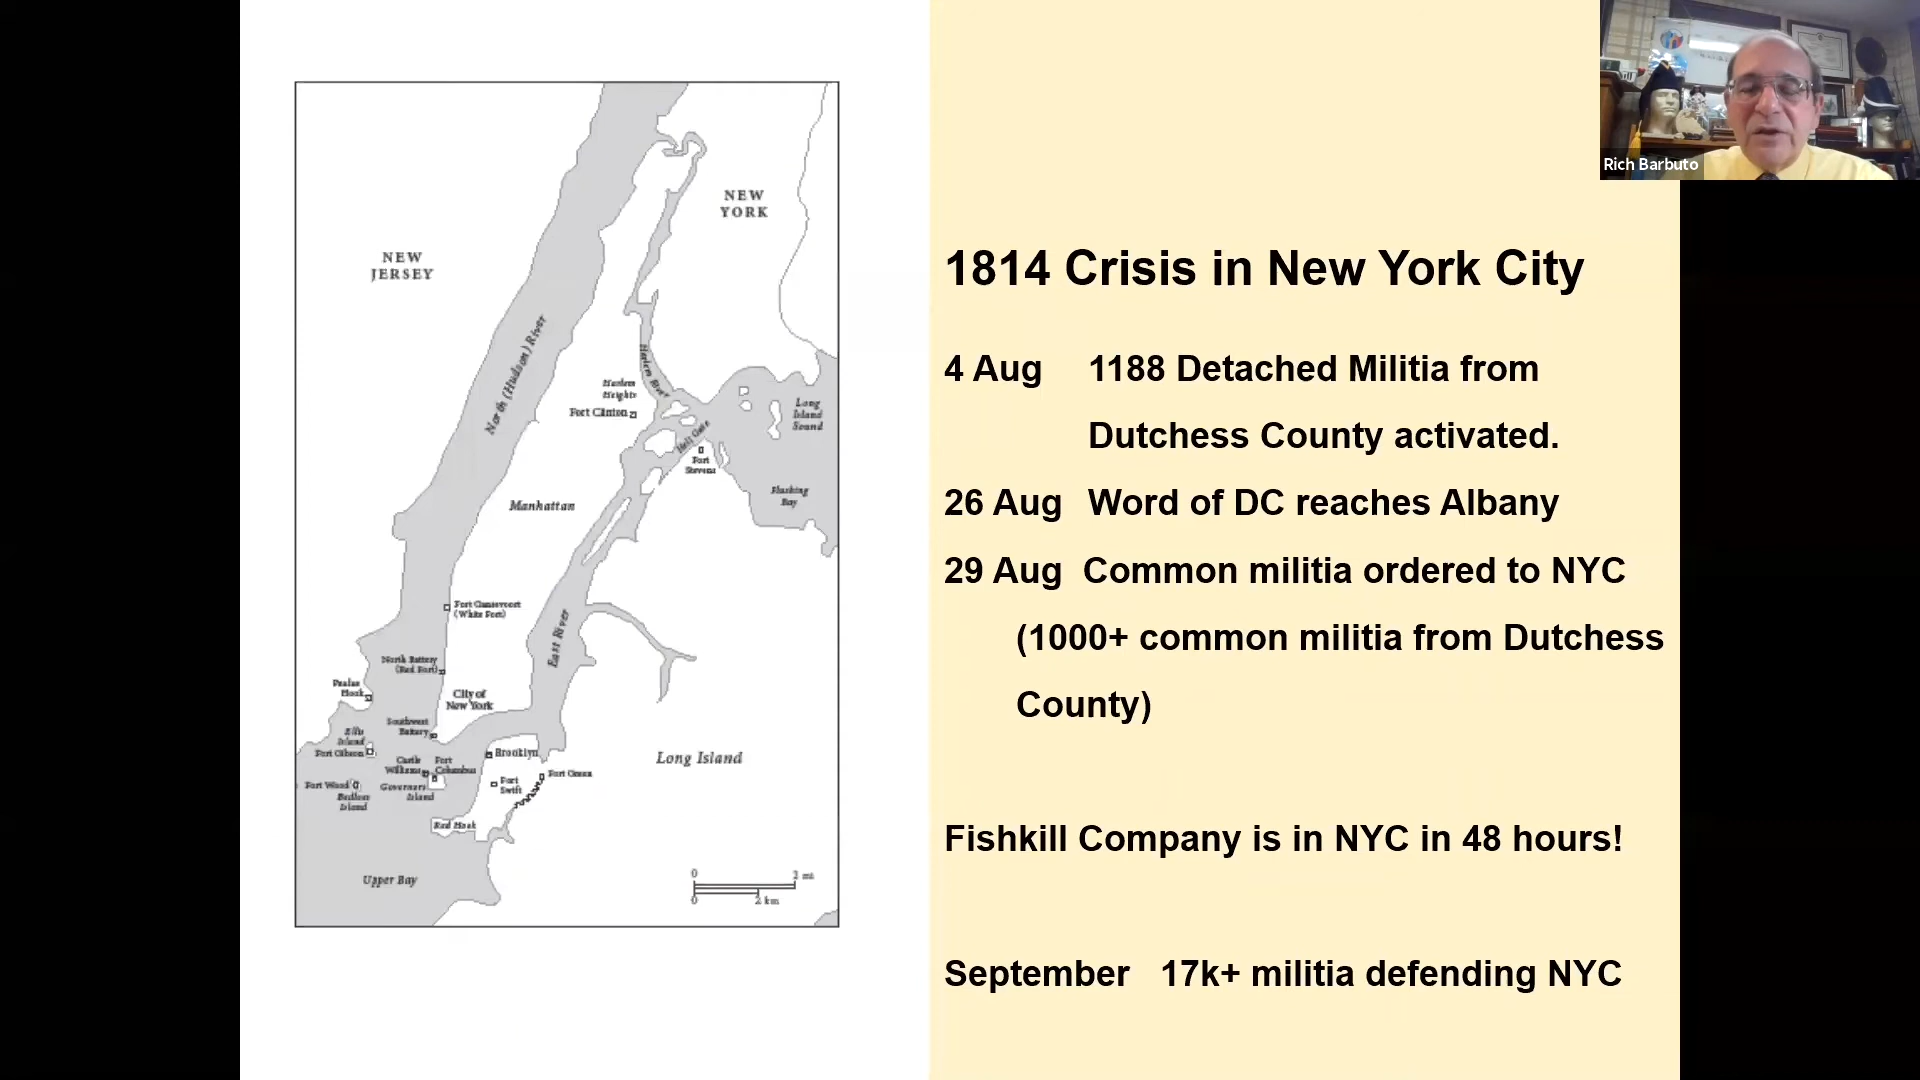 NEW
JERSEY
NEW
YORK
North (Hudson) River
Harlem River
Harlem
Heights
Fort Clinton
Long
Island
Sound
Hell Gate
Fort
Stevens
Flushing
Bay
Manhattan
Fort Gansevoort
(White Fort)
East River
North Battery
(Red Fort)
Paulus
Hook
City of
New York
Southwest
Battery
Ellis
Island
Fort Gibson
Brooklyn
Castle
Williams
Fort
Columbus
Fort Wood
Bedloes
Island
Governors
Island
Fort
Swift
Fort Green
Long Island
Red Hook
Upper Bay
0 2 mi
0 2 km
Rich Barbuto
1814 Crisis in New York City
4 Aug 1188 Detached Militia from
Dutchess County activated.
26 Aug Word of DC reaches Albany
29 Aug Common militia ordered to NYC
(1000+ common militia from Dutchess
County)
Fishkill Company is in NYC in 48 hours!
September 17k+ militia defending NYC